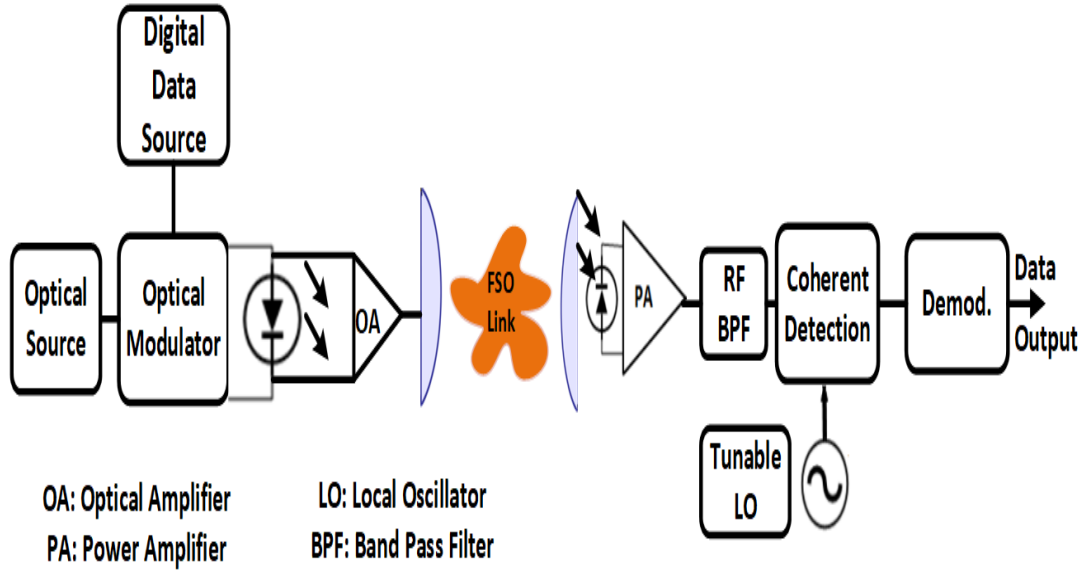 Digital
Data
Source
Optical
Source
Optical
Modulator
OA
FSO
Link
PA
RF
BPF
Coherent
Detection
Demod.
Data
Output
Tunable
LO
OA: Optical Amplifier
PA: Power Amplifier
LO: Local Oscillator
BPF: Band Pass Filter